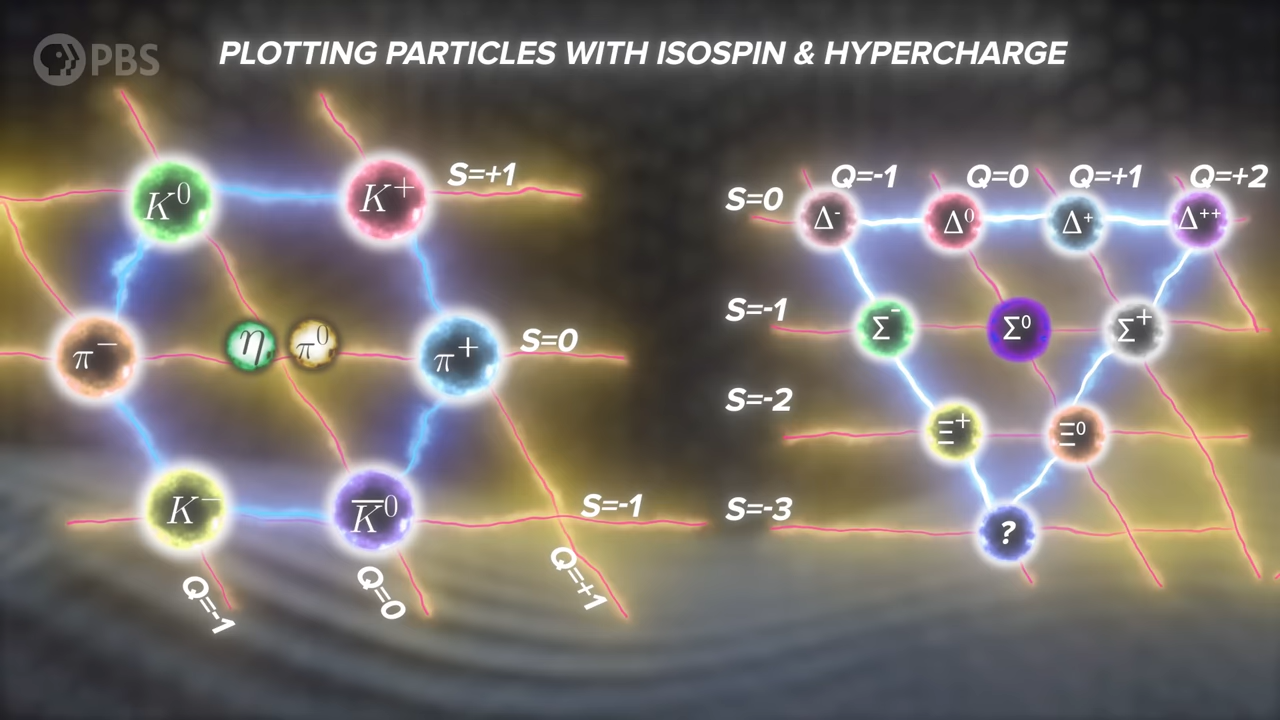 PBS
PLOTTING PARTICLES WITH ISOSPIN & HYPERCHARGE
K⁰ K⁺ S=+1
π⁻ η π⁰ π⁺ S=0
K⁻ K̅⁰ S=-1
Q=-1 Q=0 Q=+1
Q=-1 Q=0 Q=+1 Q=+2
S=0 Δ⁻ Δ⁰ Δ⁺ Δ⁺⁺
S=-1 Σ⁻ Σ⁰ Σ⁺
S=-2 Ξ⁺ Ξ⁰
S=-3 ?